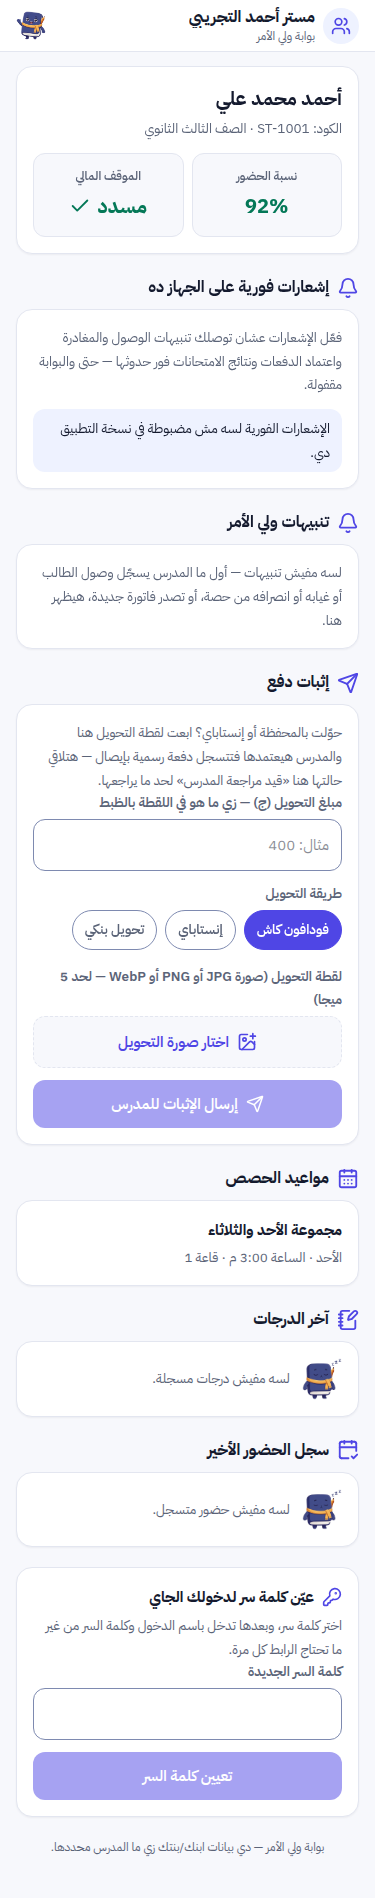 مستر أحمد التجريبي
بوابة ولي الأمر
أحمد محمد علي
الكود: ST-1001 · الصف الثالث الثانوي
نسبة الحضور
92%
الموقف المالي
مسدد
إشعارات فورية على الجهاز ده
فعّل الإشعارات عشان توصلك تنبيهات الوصول والمغادرة
واعتماد الدفعات ونتائج الامتحانات فور حدوثها — حتى والبوابة
مقفولة.
الإشعارات الفورية لسه مش مضبوطة في نسخة التطبيق
دي.
تنبيهات ولي الأمر
لسه مفيش تنبيهات — أول ما المدرس يسجّل وصول الطالب
أو غيابه أو انصرافه من حصة، أو تصدر فاتورة جديدة، هيظهر
هنا.
إثبات دفع
حوّلت بالمحفظة أو إنستاباي؟ ابعت لقطة التحويل هنا
والمدرس هيعتمدها فتتسجل دفعة رسمية بإيصال — هتلاقي
حالتها هنا «قيد مراجعة المدرس» لحد ما يراجعها.
مبلغ التحويل (ج) — زي ما هو في اللقطة بالظبط
مثال: 400
طريقة التحويل
فودافون كاش
إنستاباي
تحويل بنكي
لقطة التحويل (صورة JPG أو PNG أو WebP — لحد 5
ميجا)
اختار صورة التحويل
إرسال الإثبات للمدرس
مواعيد الحصص
مجموعة الأحد والثلاثاء
الأحد · الساعة 3:00 م · قاعة 1
آخر الدرجات
لسه مفيش درجات مسجلة.
سجل الحضور الأخير
لسه مفيش حضور متسجل.
عيّن كلمة سر لدخولك الجاي
اختر كلمة سر، وبعدها تدخل باسم الدخول وكلمة السر من غير
ما تحتاج الرابط كل مرة.
كلمة السر الجديدة
تعيين كلمة السر
بوابة ولي الأمر — دي بيانات ابنك/بنتك زي ما المدرس محددها.